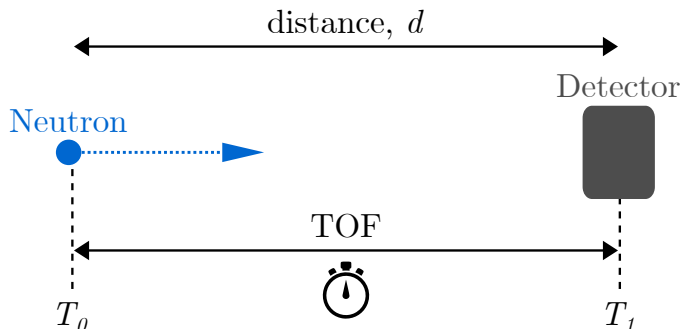 distance, d
Detector
Neutron
TOF
T₀ T₁